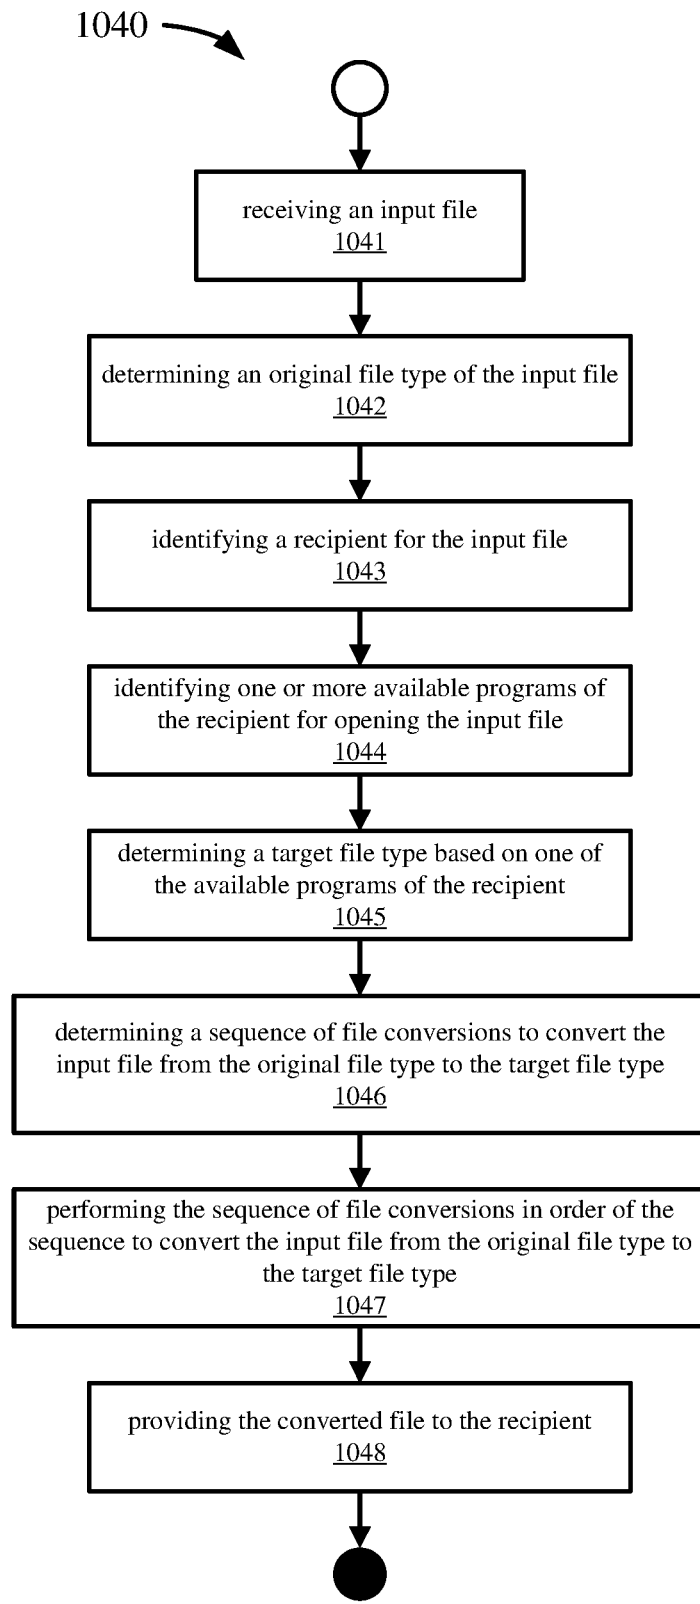 1040
receiving an input file
1041
determining an original file type of the input file
1042
identifying a recipient for the input file
1043
identifying one or more available programs of
the recipient for opening the input file
1044
determining a target file type based on one of
the available programs of the recipient
1045
determining a sequence of file conversions to convert the
input file from the original file type to the target file type
1046
performing the sequence of file conversions in order of the
sequence to convert the input file from the original file type to
the target file type
1047
providing the converted file to the recipient
1048